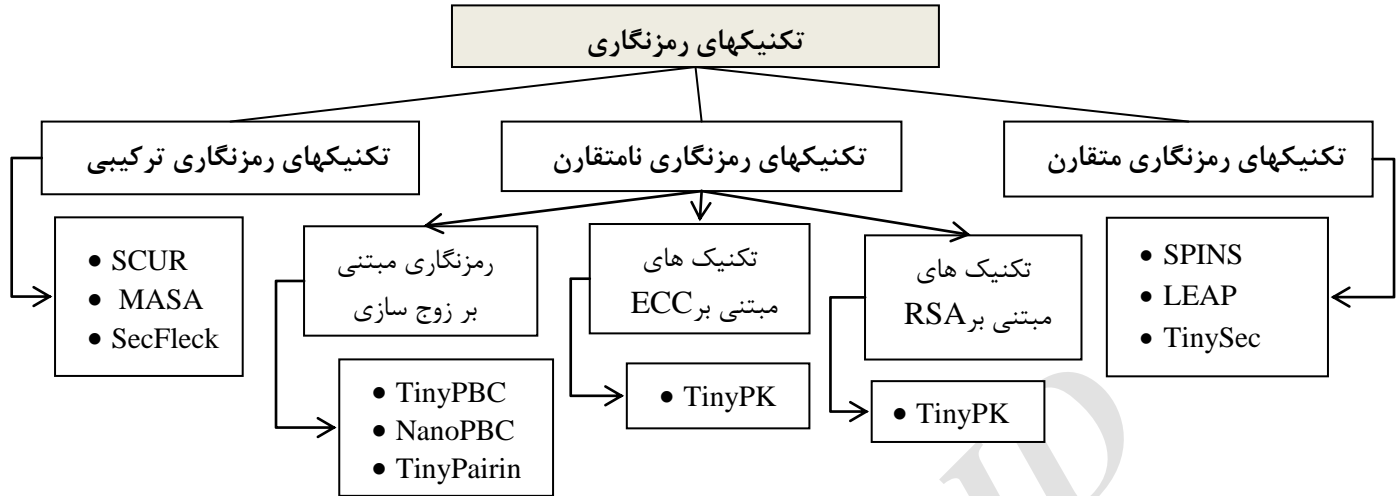 تکنیکهای رمزنگاری
تکنیکهای رمزنگاری متقارن
تکنیکهای رمزنگاری نامتقارن
تکنیکهای رمزنگاری ترکیبی
• SPINS
• LEAP
• TinySec
تکنیک های
مبتنی برRSA
تکنیک های
مبتنی برECC
رمزنگاری مبتنی
بر زوج سازی
• SCUR
• MASA
• SecFleck
• TinyPK
• TinyPK
• TinyPBC
• NanoPBC
• TinyPairin